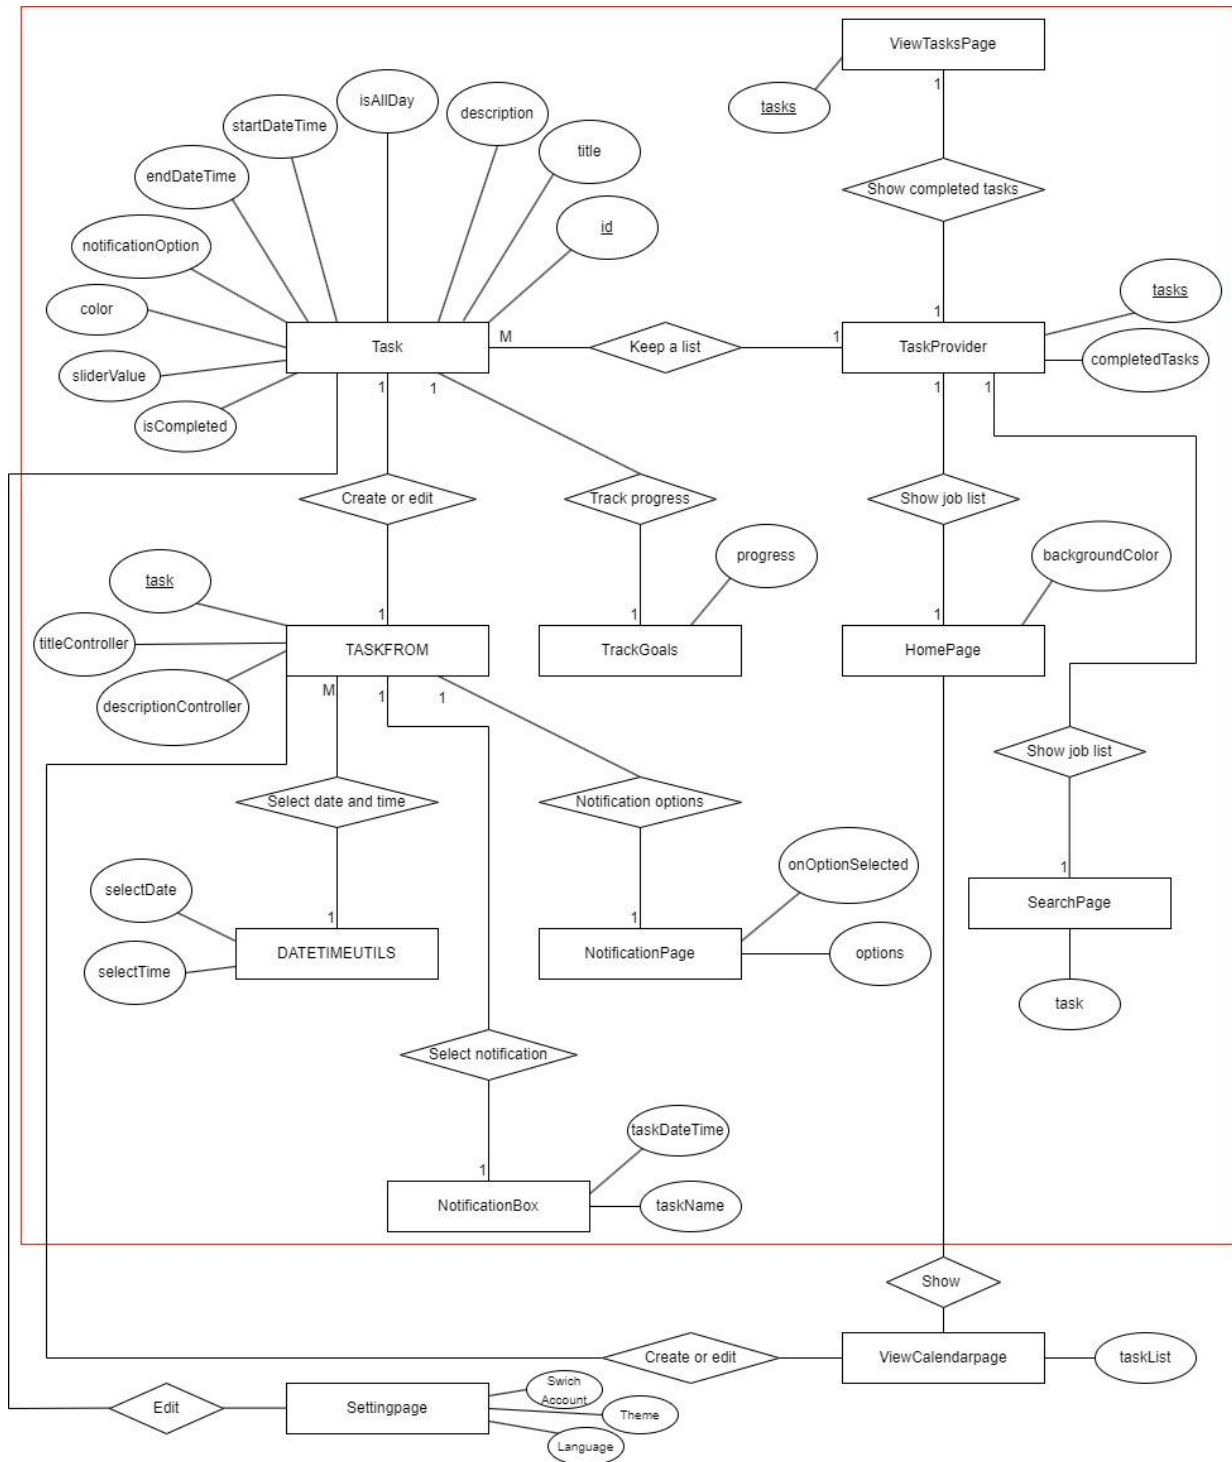 ViewTasksPage
1
tasks
isAllDay
description
startDateTime
title
endDateTime
Show completed tasks
id
notificationOption
tasks
color
1
M
Task
Keep a list
1
TaskProvider
completedTasks
sliderValue
1
1
1
1
isCompleted
Create or edit
Track progress
Show job list
progress
backgroundColor
task
1
1
1
titleController
TASKFROM
TrackGoals
HomePage
M
1
1
descriptionController
Show job list
Select date and time
Notification options
onOptionSelected
1
selectDate
SearchPage
1
1
DATETIMEUTILS
NotificationPage
options
selectTime
task
Select notification
taskDateTime
1
NotificationBox
taskName
Show
Create or edit
ViewCalendarpage
taskList
Swich
Account
Edit
Settingpage
Theme
Language